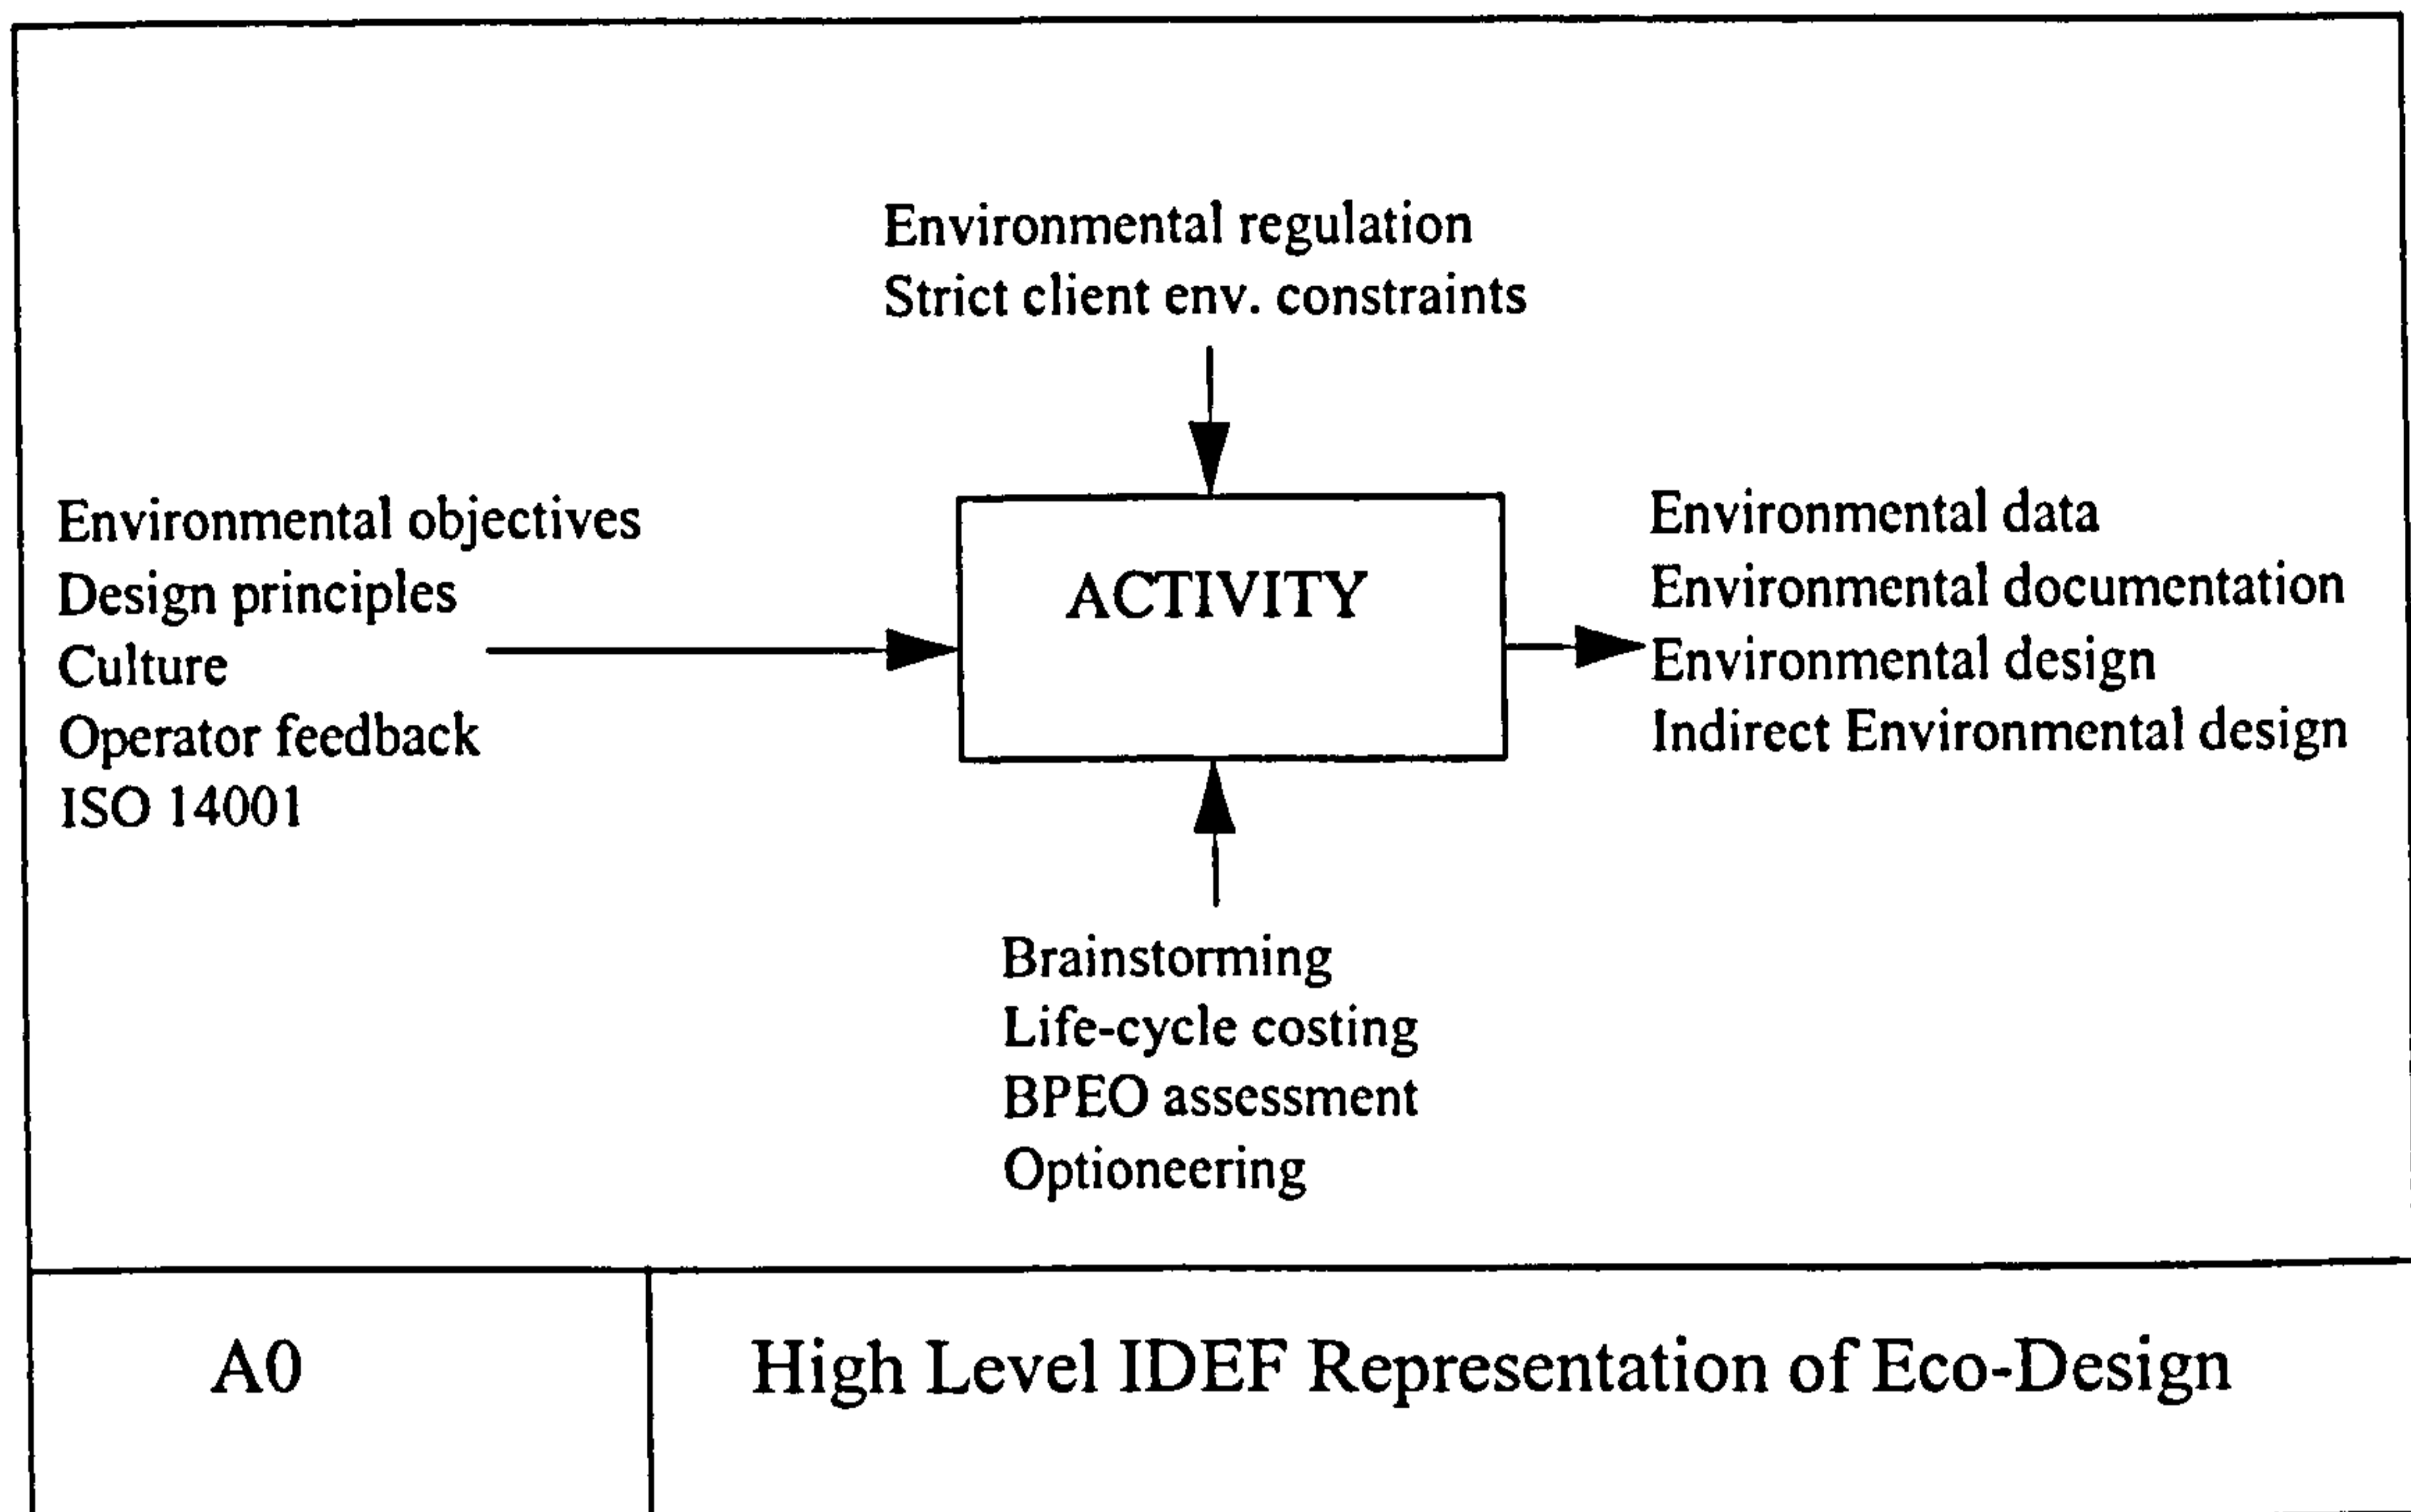 Environmental regulation
Strict client env. constraints
Environmental objectives
Design principles
Culture
Operator feedback
ISO 14001
ACTIVITY
Environmental data
Environmental documentation
Environmental design
Indirect Environmental design
Brainstorming
Life-cycle costing
BPEO assessment
Optioneering
A0
High Level IDEF Representation of Eco-Design